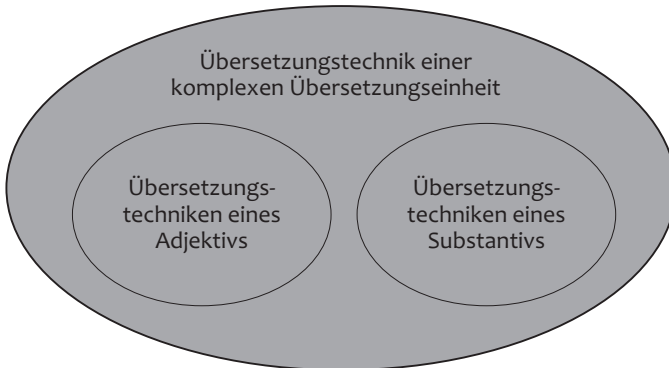 Übersetzungstechnik einer
komplexen Übersetzungseinheit
Übersetzungs-
techniken eines
Adjektivs
Übersetzungs-
techniken eines
Substantivs